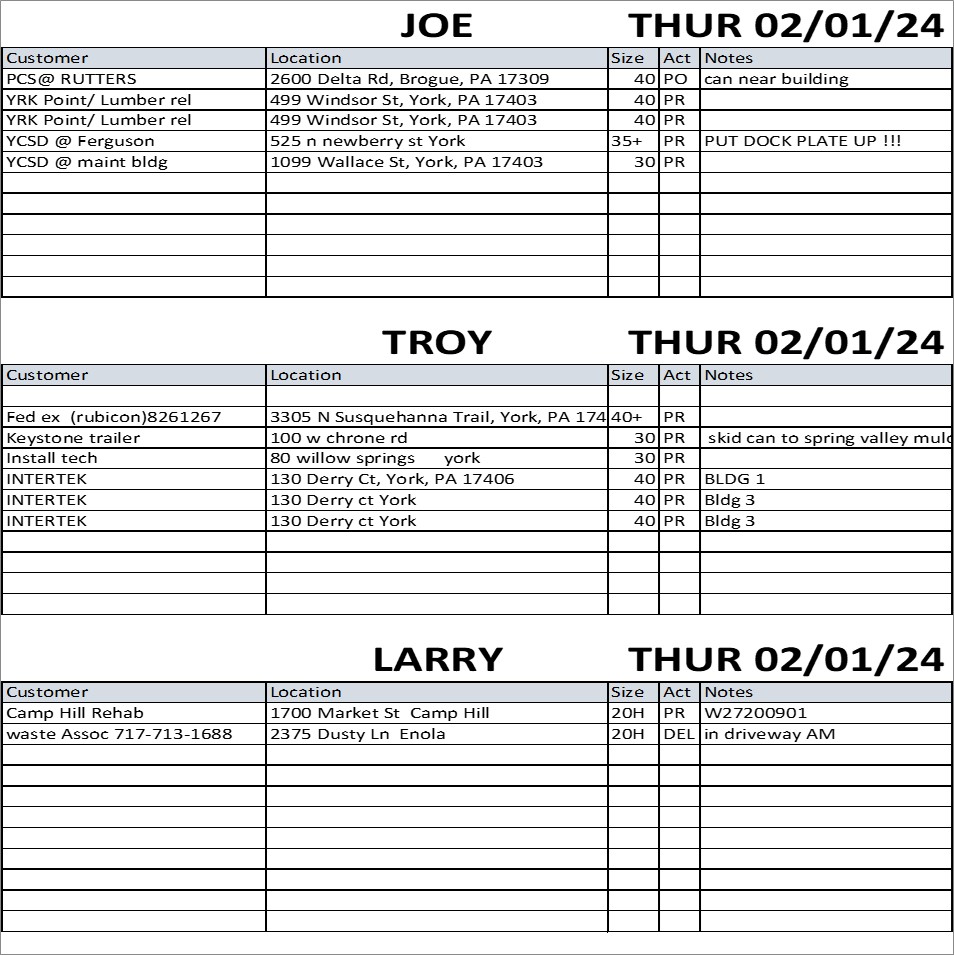 JOE THUR 02/01/24
Customer Location Size Act Notes
PCS@ RUTTERS 2600 Delta Rd, Brogue, PA 17309 40 PO can near building
YRK Point/ Lumber rel 499 Windsor St, York, PA 17403 40 PR
YRK Point/ Lumber rel 499 Windsor St, York, PA 17403 40 PR
YCSD @ Ferguson 525 n newberry st York 35+ PR PUT DOCK PLATE UP !!!
YCSD @ maint bldg 1099 Wallace St, York, PA 17403 30 PR
TROY THUR 02/01/24
Customer Location Size Act Notes
Fed ex (rubicon)8261267 3305 N Susquehanna Trail, York, PA 174 40+ PR
Keystone trailer 100 w chrone rd 30 PR skid can to spring valley mulc
Install tech 80 willow springs york 30 PR
INTERTEK 130 Derry Ct, York, PA 17406 40 PR BLDG 1
INTERTEK 130 Derry ct York 40 PR Bldg 3
INTERTEK 130 Derry ct York 40 PR Bldg 3
LARRY THUR 02/01/24
Customer Location Size Act Notes
Camp Hill Rehab 1700 Market St Camp Hill 20H PR W27200901
waste Assoc 717-713-1688 2375 Dusty Ln Enola 20H DEL in driveway AM